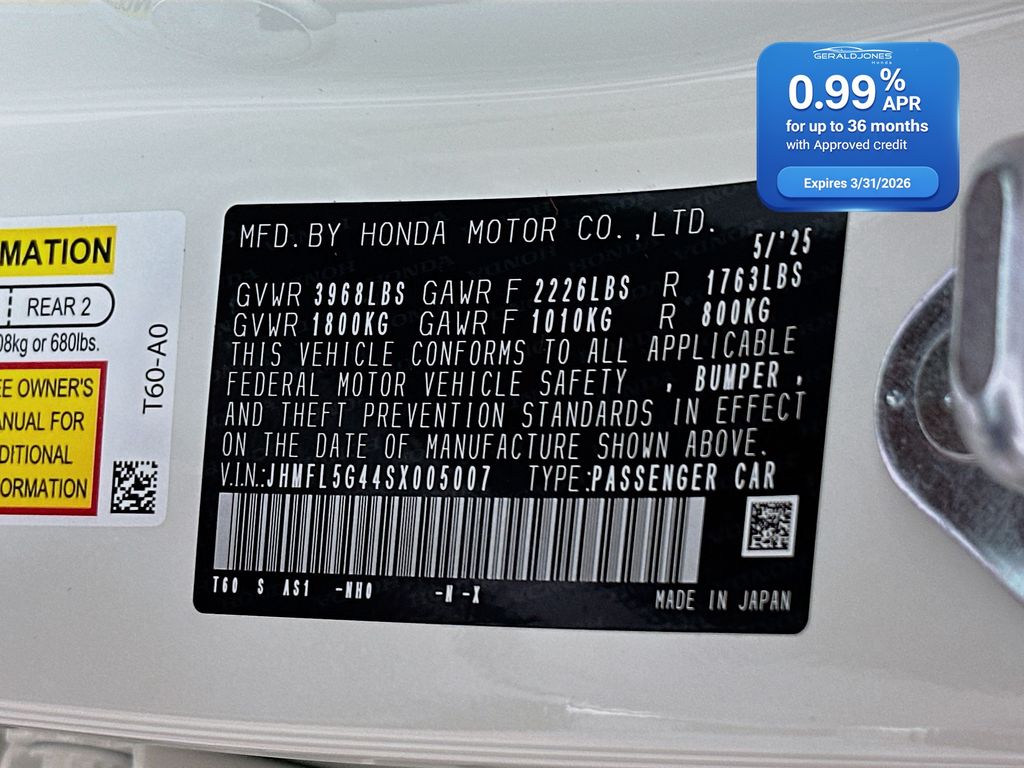 GERALDJONES
Honda
0.99% APR
for up to 36 months
with Approved Credit
Expires 3/31/2026
MATION
REAR 2
08kg or 680lbs.
EE OWNER'S
ANUAL FOR
DITIONAL
ORMATION
T60-A0
MFD. BY HONDA MOTOR CO., LTD.
5/'25
GVWR 3968LBS GAWR F 2226LBS R 1763LBS
GVWR 1800KG GAWR F 1010KG R 800KG
THIS VEHICLE CONFORMS TO ALL APPLICABLE
FEDERAL MOTOR VEHICLE SAFETY , BUMPER ,
AND THEFT PREVENTION STANDARDS IN EFFECT
ON THE DATE OF MANUFACTURE SHOWN ABOVE.
V.I.N.:JHMFL5G44SX005007 TYPE:PASSENGER CAR
T60 S AS1 -NH0 -N -X
MADE IN JAPAN